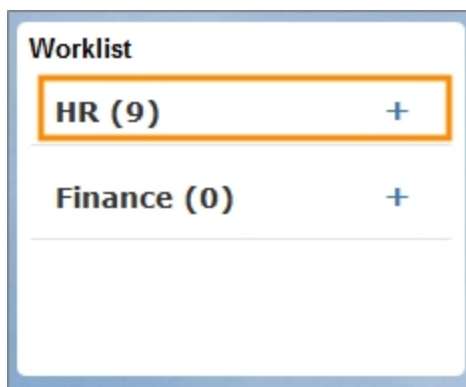 Worklist
HR (9) +
Finance (0) +